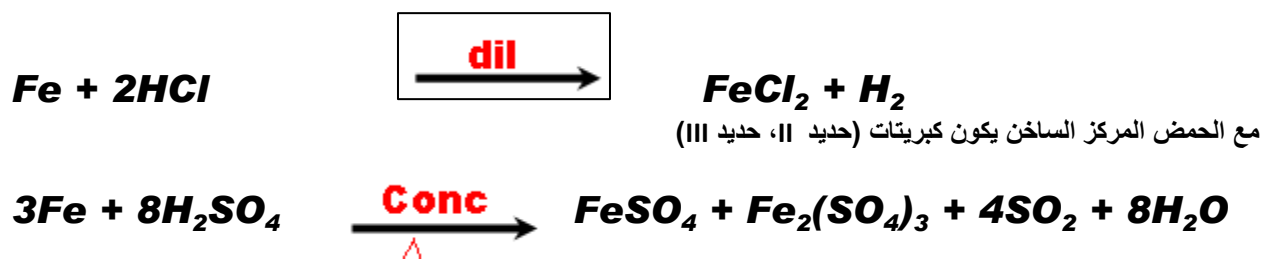 Fe + 2HCl dil FeCl₂ + H₂
مع الحمض المركز الساخن يكون كبريتات (حديد II، حديد III)
3Fe + 8H₂SO₄ Conc FeSO₄ + Fe₂(SO₄)₃ + 4SO₂ + 8H₂O
△